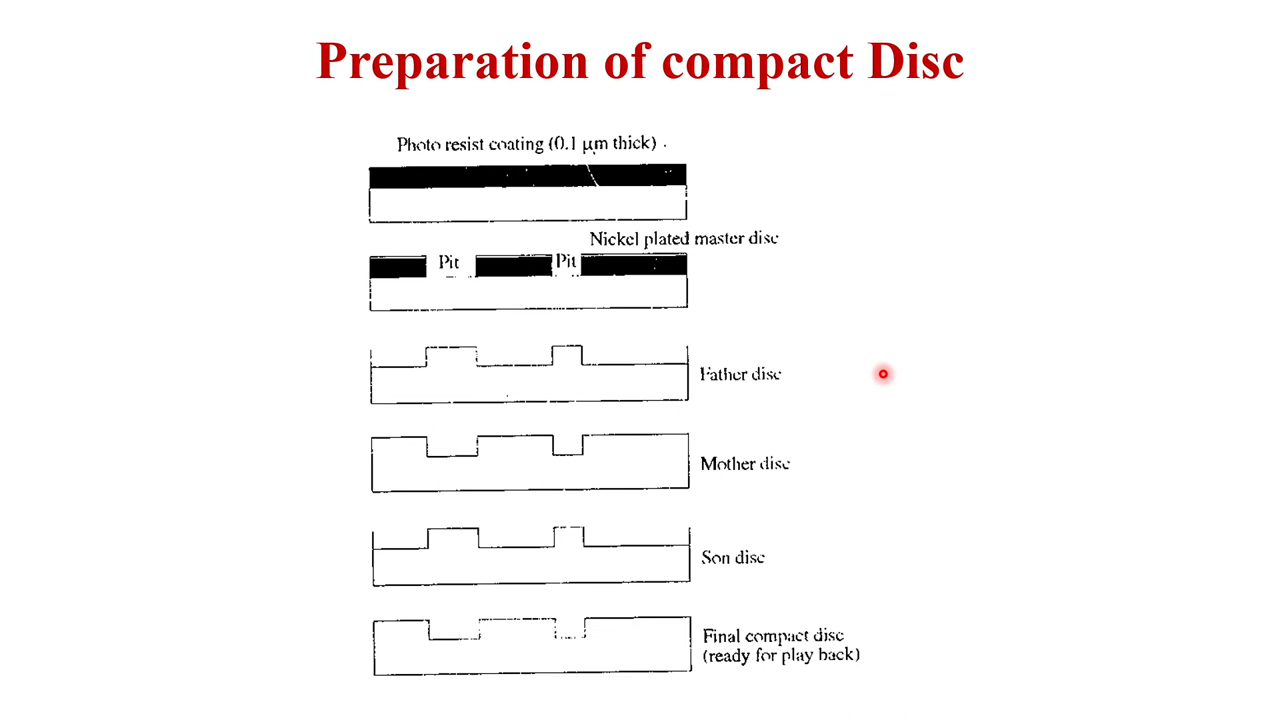 Preparation of compact Disc
Photo resist coating (0.1 μm thick)
Nickel plated master disc
Pit
Pit
Father disc
Mother disc
Son disc
Final compact disc
(ready for play back)